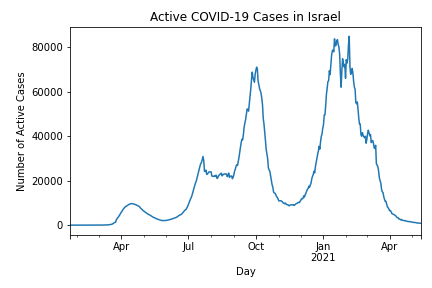 Active COVID-19 Cases in Israel
Number of Active Cases
80000
60000
40000
20000
0
Apr
Jul
Oct
Jan
2021
Apr
Day